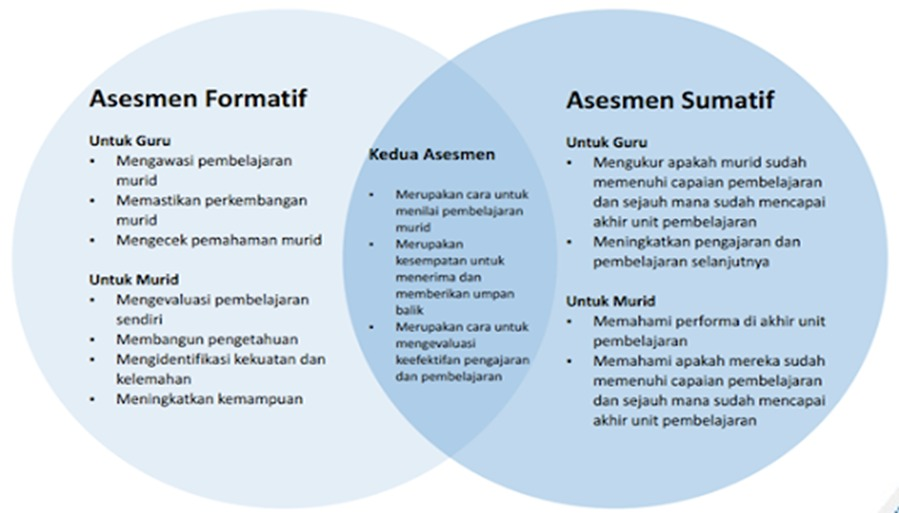 Asesmen Formatif
Untuk Guru
• Mengawasi pembelajaran
murid
• Memastikan perkembangan
murid
• Mengecek pemahaman murid
Untuk Murid
• Mengevaluasi pembelajaran
sendiri
• Membangun pengetahuan
• Mengidentifikasi kekuatan dan
kelemahan
• Meningkatkan kemampuan
Kedua Asesmen
• Merupakan cara untuk
menilai pembelajaran
murid
• Merupakan
kesempatan untuk
menerima dan
memberikan umpan
balik
• Merupakan cara untuk
mengevaluasi
keefektifan pengajaran
dan pembelajaran
Asesmen Sumatif
Untuk Guru
• Mengukur apakah murid sudah
memenuhi capaian pembelajaran
dan sejauh mana sudah mencapai
akhir unit pembelajaran
• Meningkatkan pengajaran dan
pembelajaran selanjutnya
Untuk Murid
• Memahami performa di akhir unit
pembelajaran
• Memahami apakah mereka sudah
memenuhi capaian pembelajaran
dan sejauh mana sudah mencapai
akhir unit pembelajaran